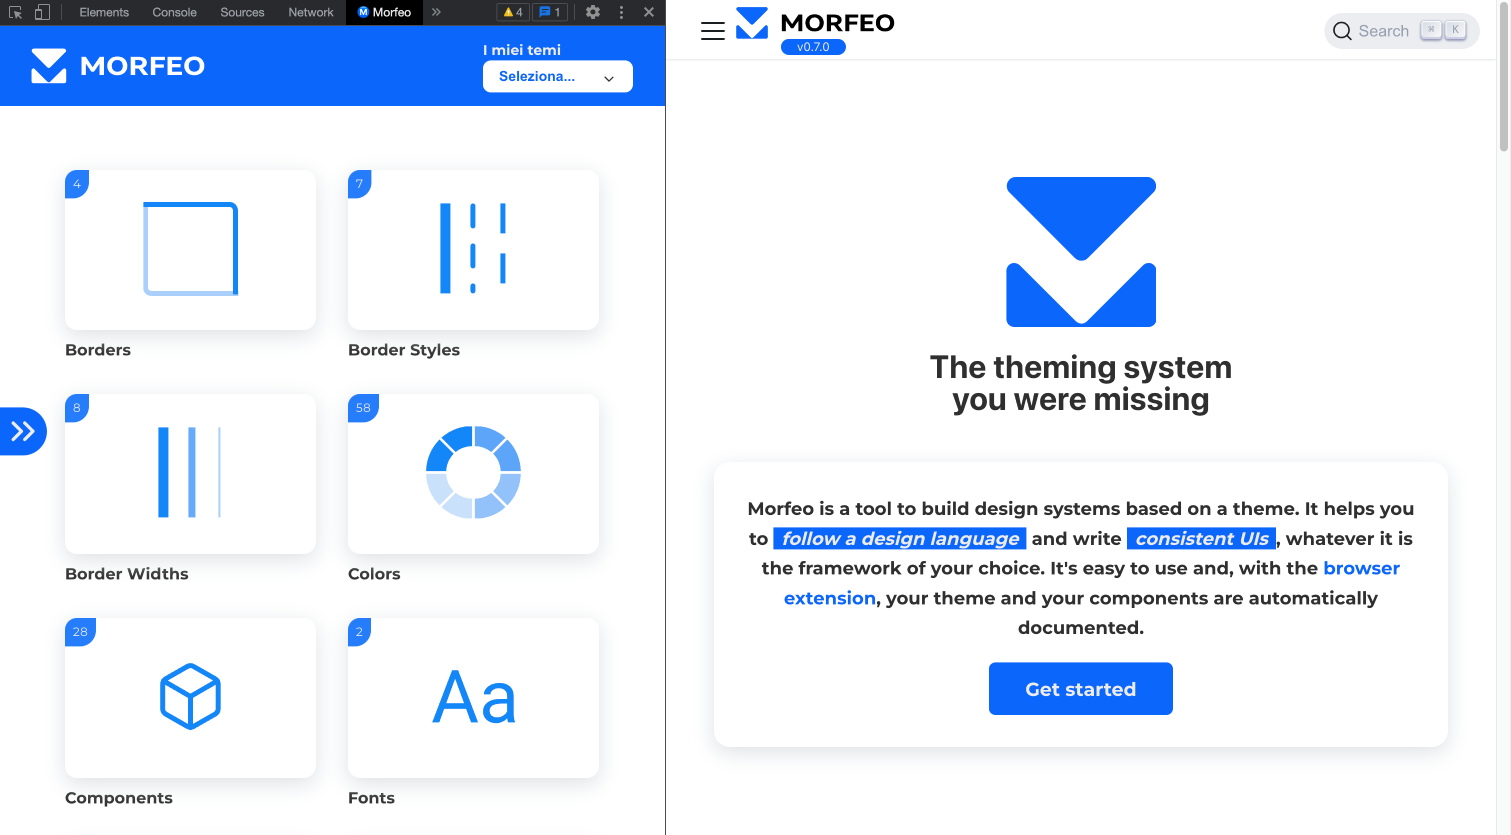 Elements Console Sources Network Morfeo 4 1
MORFEO
I miei temi
Seleziona...
4
7
Borders
Border Styles
8
58
Border Widths
Colors
28
2
Aa
Components
Fonts
MORFEO
v0.7.0
Search ⌘ K
The theming system
you were missing
Morfeo is a tool to build design systems based on a theme. It helps you
to follow a design language and write consistent UIs, whatever it is
the framework of your choice. It's easy to use and, with the browser
extension, your theme and your components are automatically
documented.
Get started